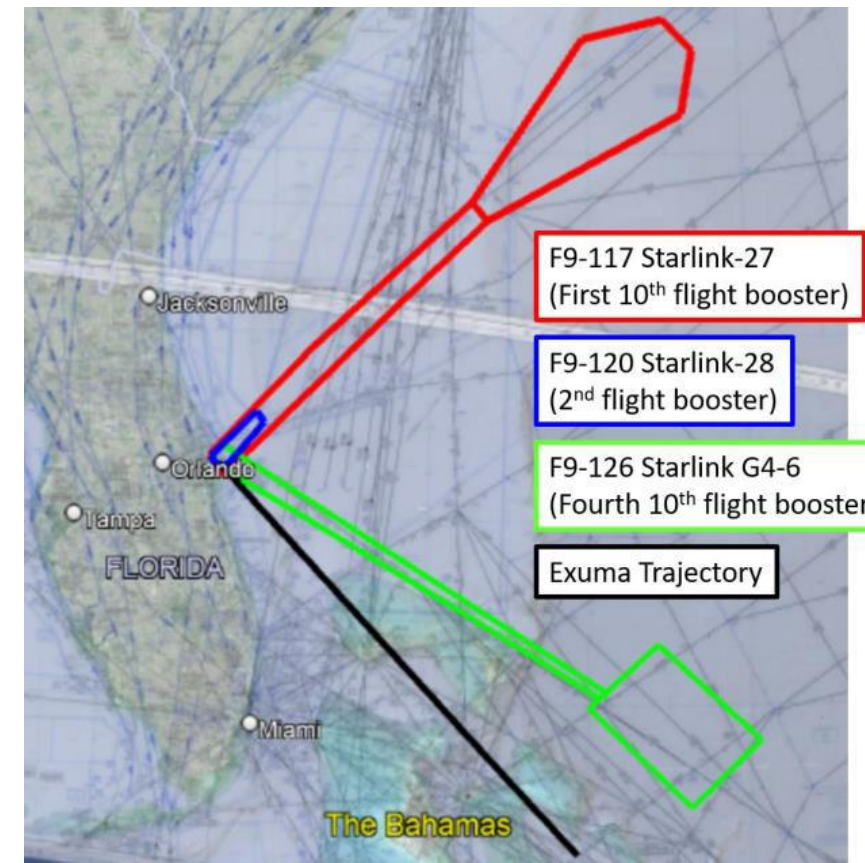 F9-117 Starlink-27
(First 10th flight booster)
Jacksonville
F9-120 Starlink-28
(2nd flight booster)
Orlando
F9-126 Starlink G4-6
(Fourth 10th flight booster
Tampa
FLORIDA
Exuma Trajectory
Miami
The Bahamas